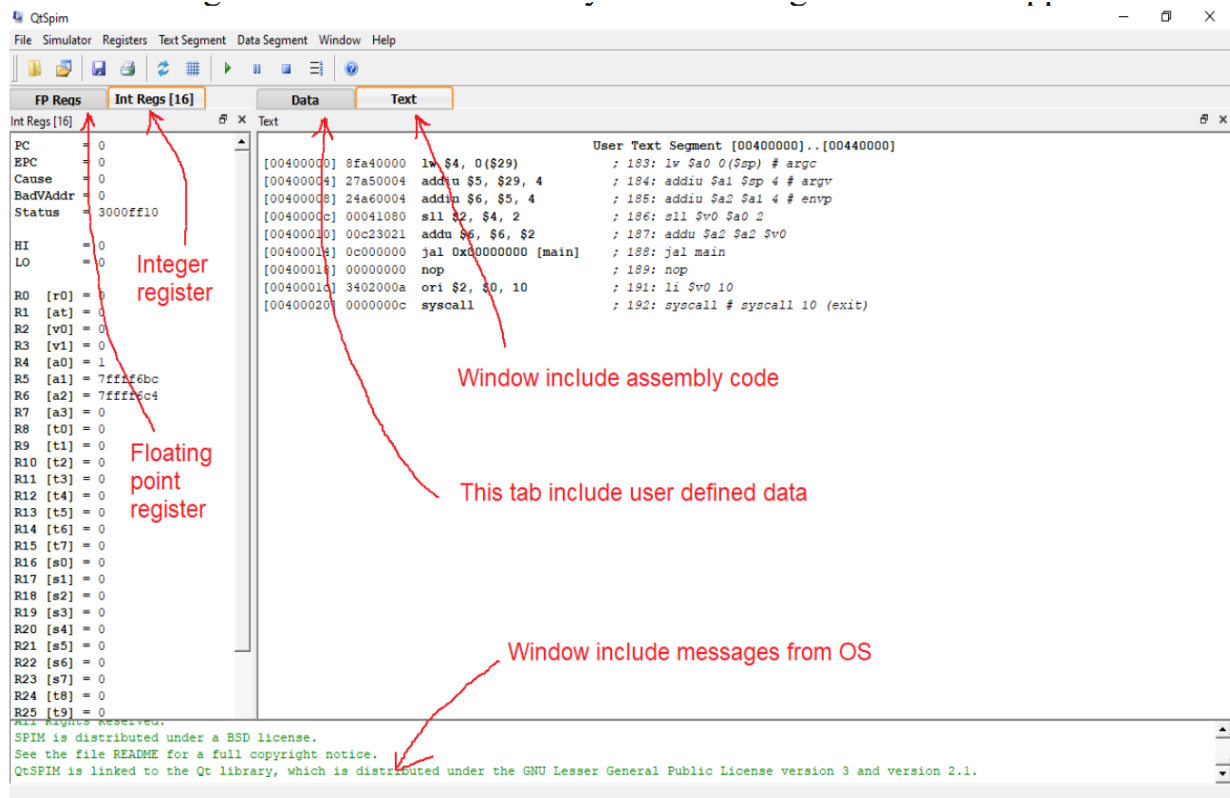 QtSpim
File Simulator Registers Text Segment Data Segment Window Help
FP Regs Int Regs [16] Data Text
Int Regs [16] Text
PC = 0
EPC = 0
Cause = 0
BadVAddr = 0
Status = 3000ff10
HI = 0
LO = 0
R0 [r0] = 0
R1 [at] = 0
R2 [v0] = 0
R3 [v1] = 0
R4 [a0] = 1
R5 [a1] = 7ffff6bc
R6 [a2] = 7ffff6c4
R7 [a3] = 0
R8 [t0] = 0
R9 [t1] = 0
R10 [t2] = 0
R11 [t3] = 0
R12 [t4] = 0
R13 [t5] = 0
R14 [t6] = 0
R15 [t7] = 0
R16 [s0] = 0
R17 [s1] = 0
R18 [s2] = 0
R19 [s3] = 0
R20 [s4] = 0
R21 [s5] = 0
R22 [s6] = 0
R23 [s7] = 0
R24 [t8] = 0
R25 [t9] = 0
Integer
register
Floating
point
register
User Text Segment [00400000]..[00440000]
[00400000] 8fa40000 lw $4, 0($29) ; 183: lw $a0 0($sp) # argc
[00400004] 27a50004 addiu $5, $29, 4 ; 184: addiu $a1 $sp 4 # argv
[00400008] 24a60004 addiu $6, $5, 4 ; 185: addiu $a2 $a1 4 # envp
[0040000c] 00041080 sll $2, $4, 2 ; 186: sll $v0 $a0 2
[00400010] 00c23021 addu $6, $6, $2 ; 187: addu $a2 $a2 $v0
[00400014] 0c000000 jal 0x00000000 [main] ; 188: jal main
[00400018] 00000000 nop ; 189: nop
[0040001c] 3402000a ori $2, $0, 10 ; 191: li $v0 10
[00400020] 0000000c syscall ; 192: syscall # syscall 10 (exit)
Window include assembly code
This tab include user defined data
Window include messages from OS
All Rights Reserved.
SPIM is distributed under a BSD license.
See the file README for a full copyright notice.
QtSPIM is linked to the Qt library, which is distributed under the GNU Lesser General Public License version 3 and version 2.1.